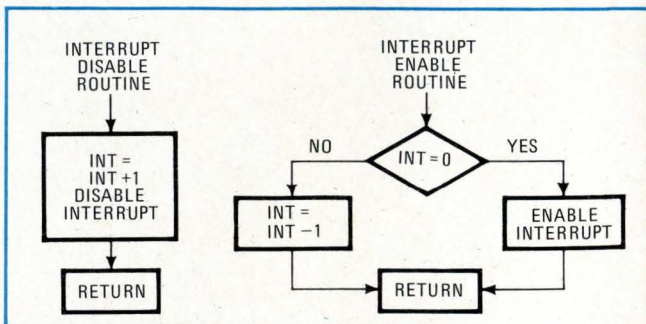 INTERRUPT
DISABLE
ROUTINE
INT =
INT +1
DISABLE
INTERRUPT
RETURN
INTERRUPT
ENABLE
ROUTINE
INT = 0
NO
YES
INT =
INT −1
ENABLE
INTERRUPT
RETURN